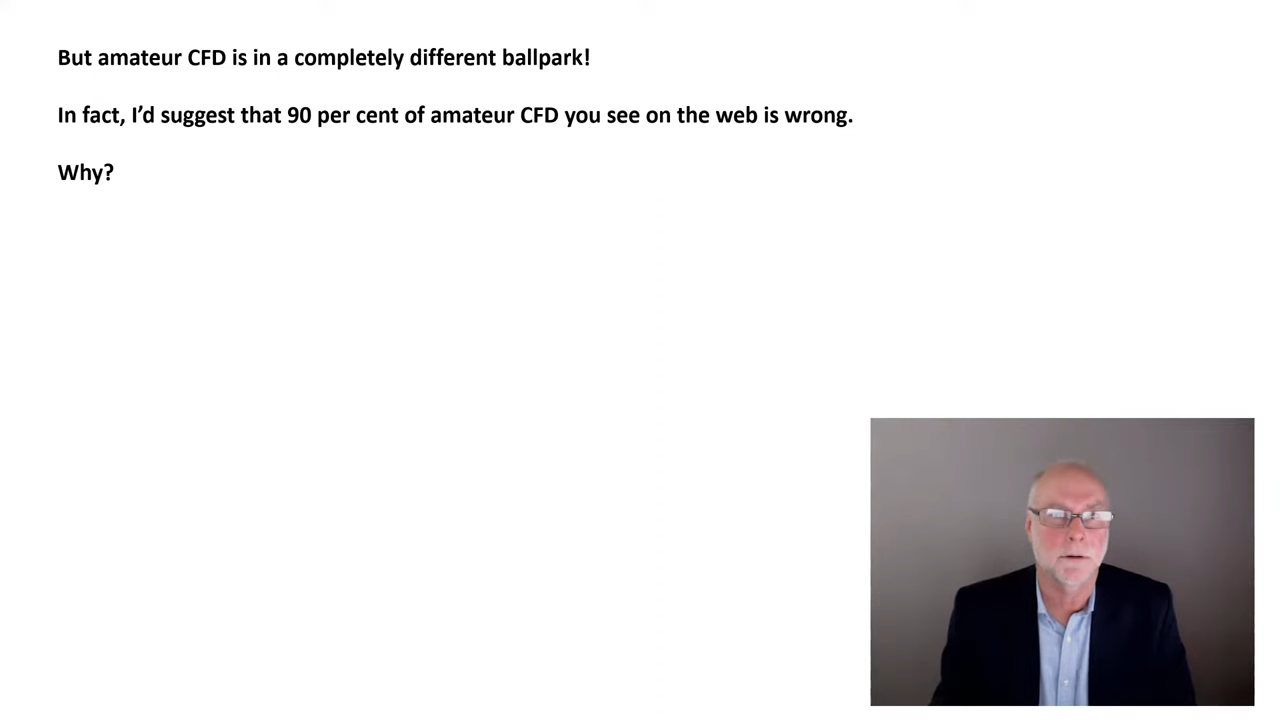 But amateur CFD is in a completely different ballpark!
In fact, I’d suggest that 90 per cent of amateur CFD you see on the web is wrong.
Why?